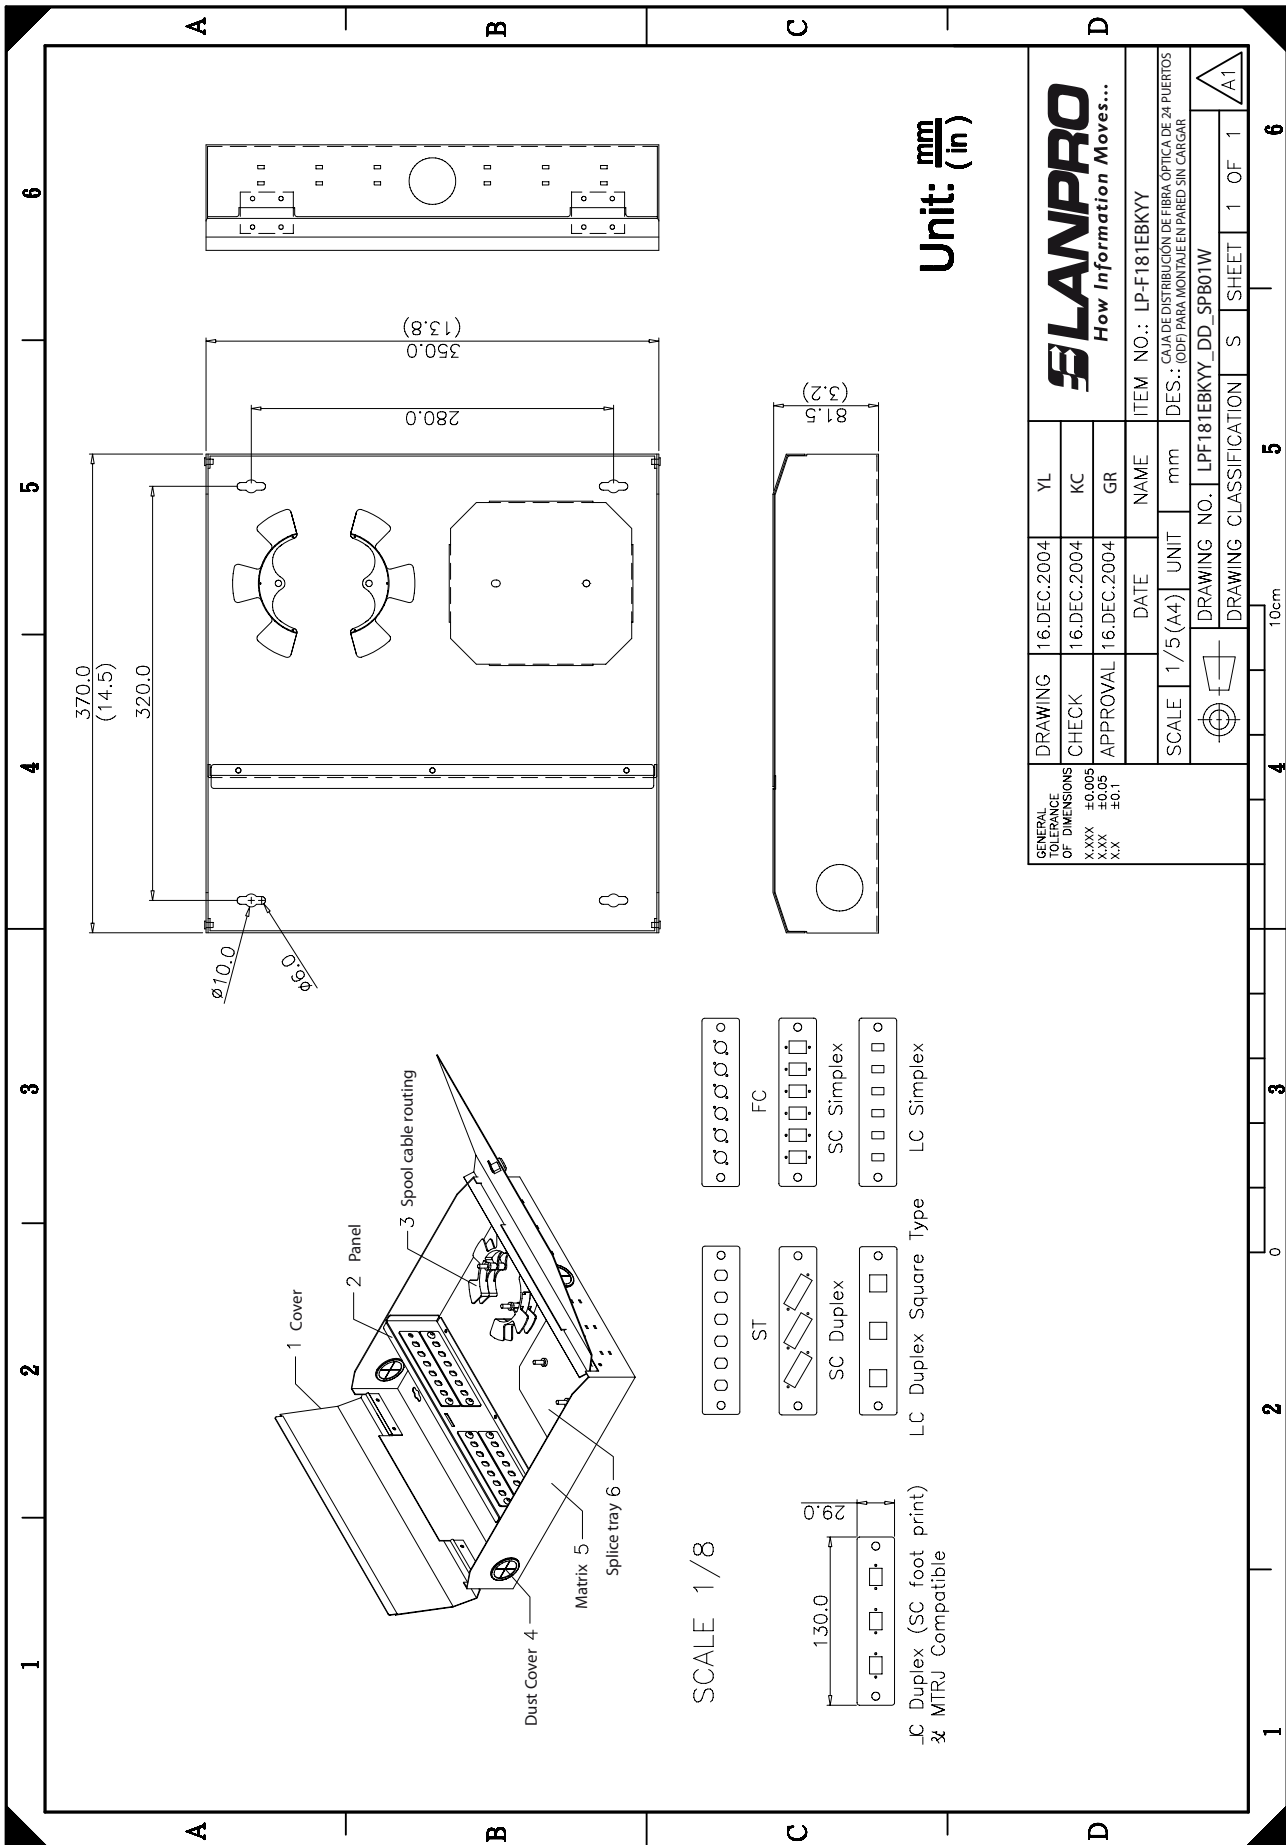 1
2
3
4
5
6
A
B
C
D
1 Cover
2 Panel
3 Spool cable routing
Dust Cover 4
Matrix 5
Splice tray 6
370.0
(14.5)
320.0
Ø10.0
Ø6.0
280.0
350.0
(13.8)
81.5
(3.2)
SCALE 1/8
130.0
29.0
Duplex (SC foot print)
MTRJ Compatible
ST
FC
SC Duplex
SC Simplex
LC Duplex Square Type
LC Simplex
Unit: mm
(in)
GENERAL
TOLERANCE
OF DIMENSIONS
X.XXX ±0.005
X.XX ±0.05
X.X ±0.1
DRAWING 16.DEC.2004 YL
CHECK 16.DEC.2004 KC
APPROVAL 16.DEC.2004 GR
DATE NAME
SCALE 1/5(A4) UNIT mm
LANPRO
How Information Moves...
ITEM NO.: LP-F181EBKYY
DES.: CAJA DE DISTRIBUCIÓN DE FIBRA ÓPTICA DE 24 PUERTOS
(ODF) PARA MONTAJE EN PARED SIN CARGAR
DRAWING NO. LPF181EBKYY_DD_SPB01W
DRAWING CLASSIFICATION S SHEET 1 OF 1
A1
0
10cm
1
2
3
4
5
6
A
B
C
D